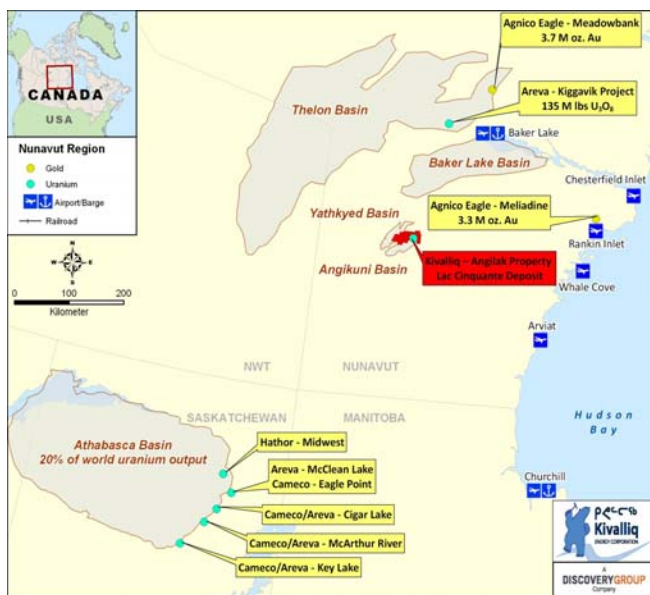 CANADA
USA
Nunavut Region
Gold
Uranium
Airport/Barge
Railroad
N
W
E
S
0
100
200
Kilometer
Agnico Eagle - Meadowbank
3.7 M oz. Au
Areva - Kiggavik Project
135 M lbs U₃O₈
Thelon Basin
Baker Lake
Baker Lake Basin
Chesterfield Inlet
Agnico Eagle - Meliadine
3.3 M oz. Au
Yathkyed Basin
Rankin Inlet
Angikuni Basin
Kivalliq – Angilak Property
Lac Cinquante Deposit
Whale Cove
Arviat
NWT
NUNAVUT
SASKATCHEWAN
MANITOBA
Hudson
Bay
Athabasca Basin
20% of world uranium output
Hathor - Midwest
Areva - McClean Lake
Cameco - Eagle Point
Cameco/Areva - Cigar Lake
Cameco/Areva - McArthur River
Cameco/Areva - Key Lake
Churchill
Kivalliq
ENERGY CORPORATION
A
DISCOVERYGROUP
Company